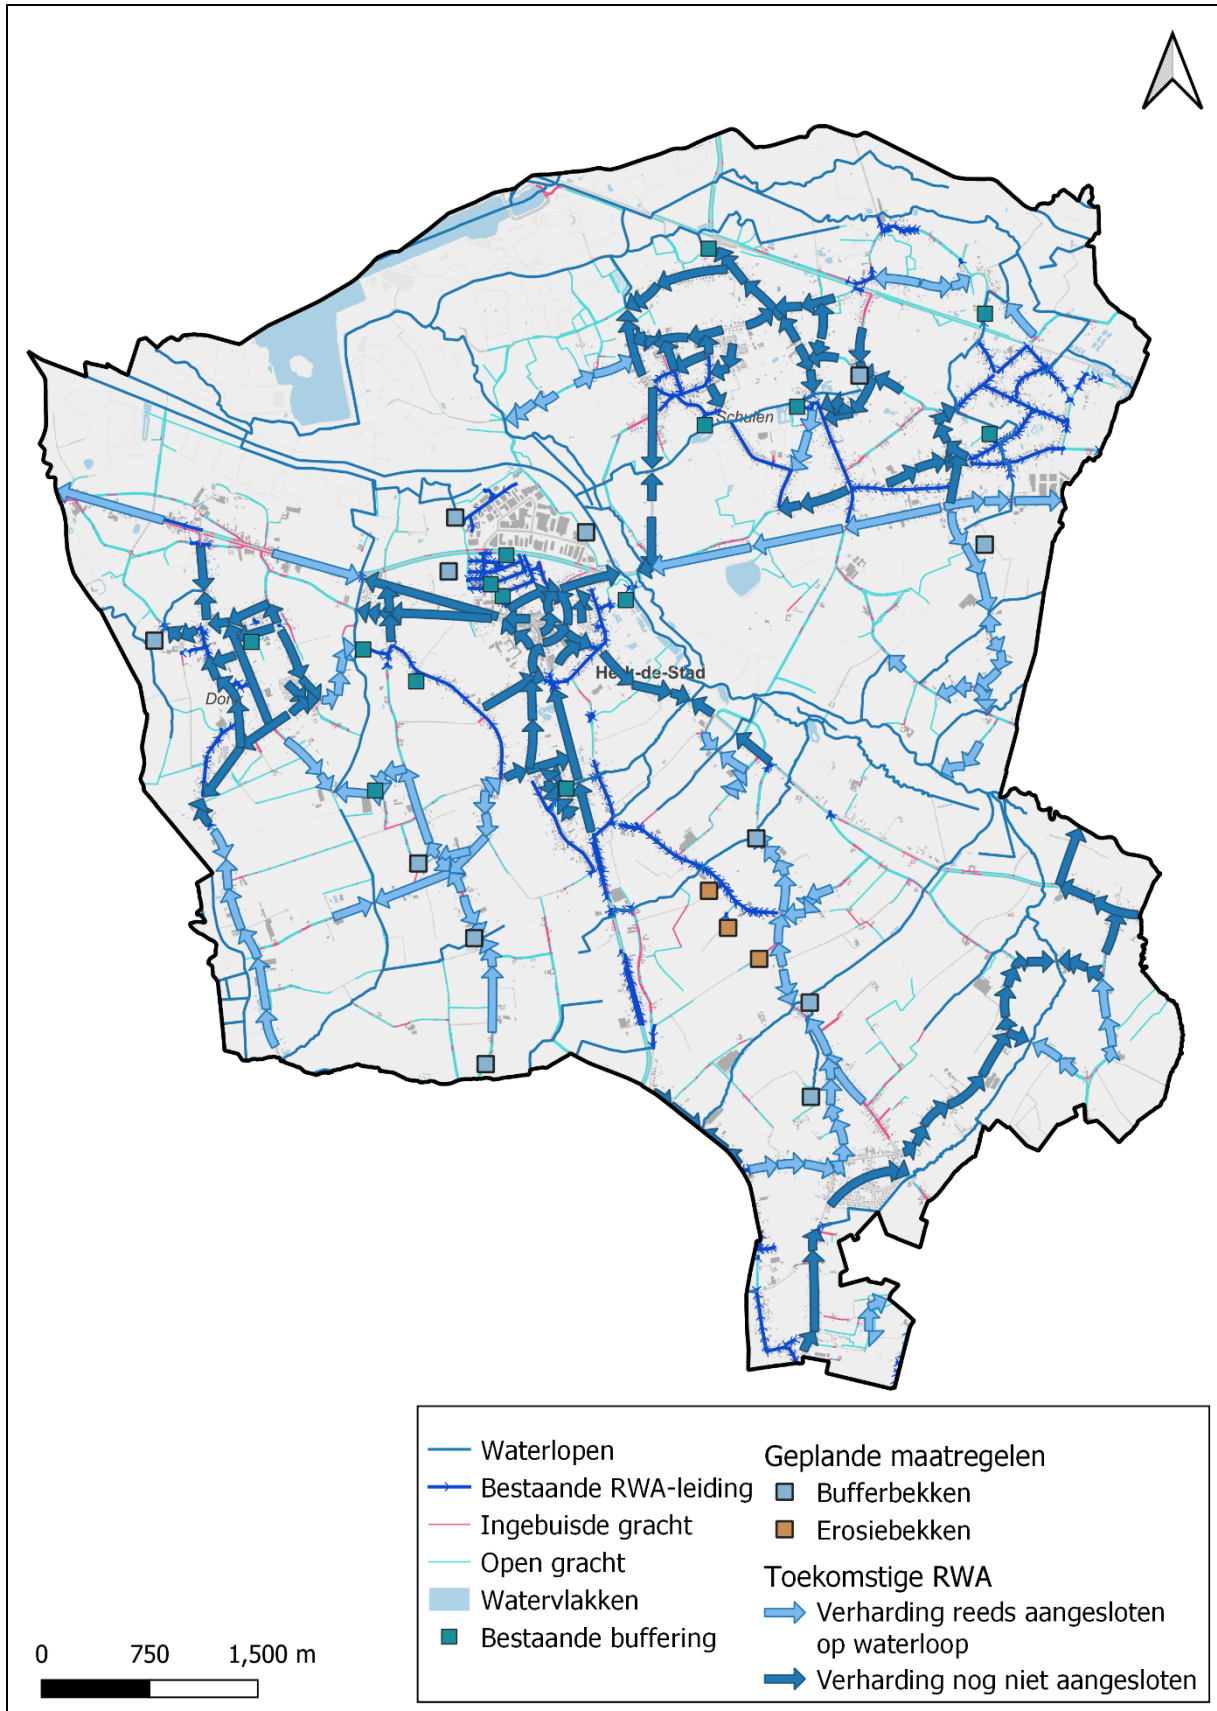 Schulen
Herk-de-Stad
Waterlopen
Bestaande RWA-leiding
Ingebuisde gracht
Open gracht
Watervlakken
Bestaande buffering
Geplande maatregelen
Bufferbekken
Erosiebekken
Toekomstige RWA
Verharding reeds aangesloten
op waterloop
Verharding nog niet aangesloten
0 750 1,500 m